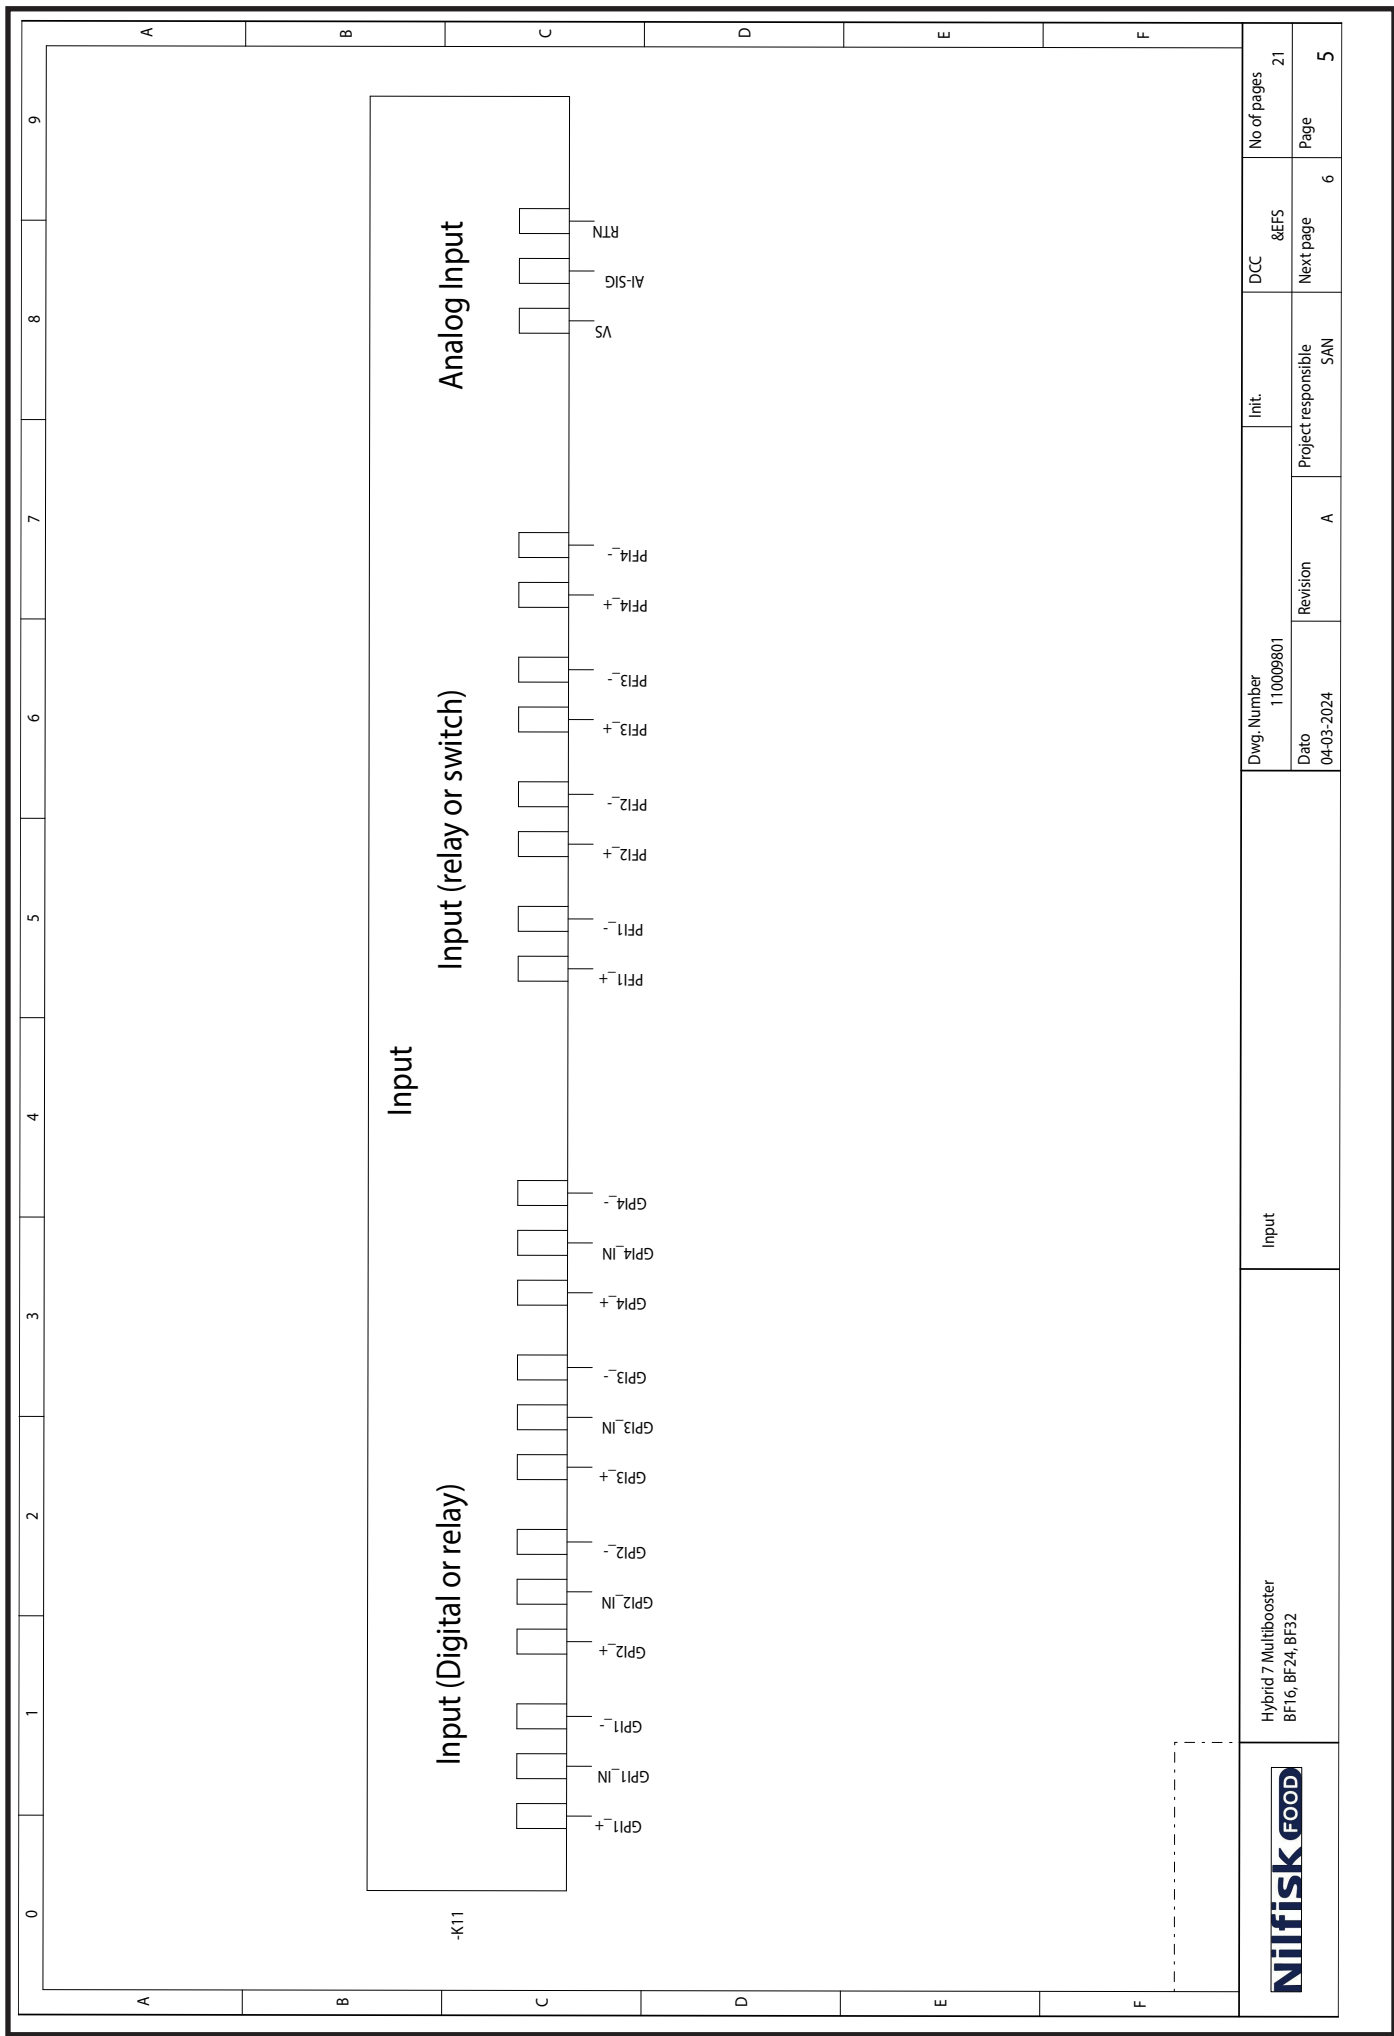 0
1
2
3
4
5
6
7
8
9
A
A
B
B
C
C
D
D
E
E
F
F
-K11
Input
Input (Digital or relay)
Input (relay or switch)
Analog Input
GPI1_+
GPI1_IN
GPI1_-
GPI2_+
GPI2_IN
GPI2_-
GPI3_+
GPI3_IN
GPI3_-
GPI4_+
GPI4_IN
GPI4_-
PFI1_+
PFI1_-
PFI2_+
PFI2_-
PFI3_+
PFI3_-
PFI4_+
PFI4_-
VS
AI-SIG
RTN
Nilfisk FOOD
Hybrid 7 Multibooster
BF16, BF24, BF32
Input
Dwg. Number
110009801
Init.
DCC
&EFS
No of pages
21
Dato
04-03-2024
Revision
A
Project responsible
SAN
Next page
6
Page
5